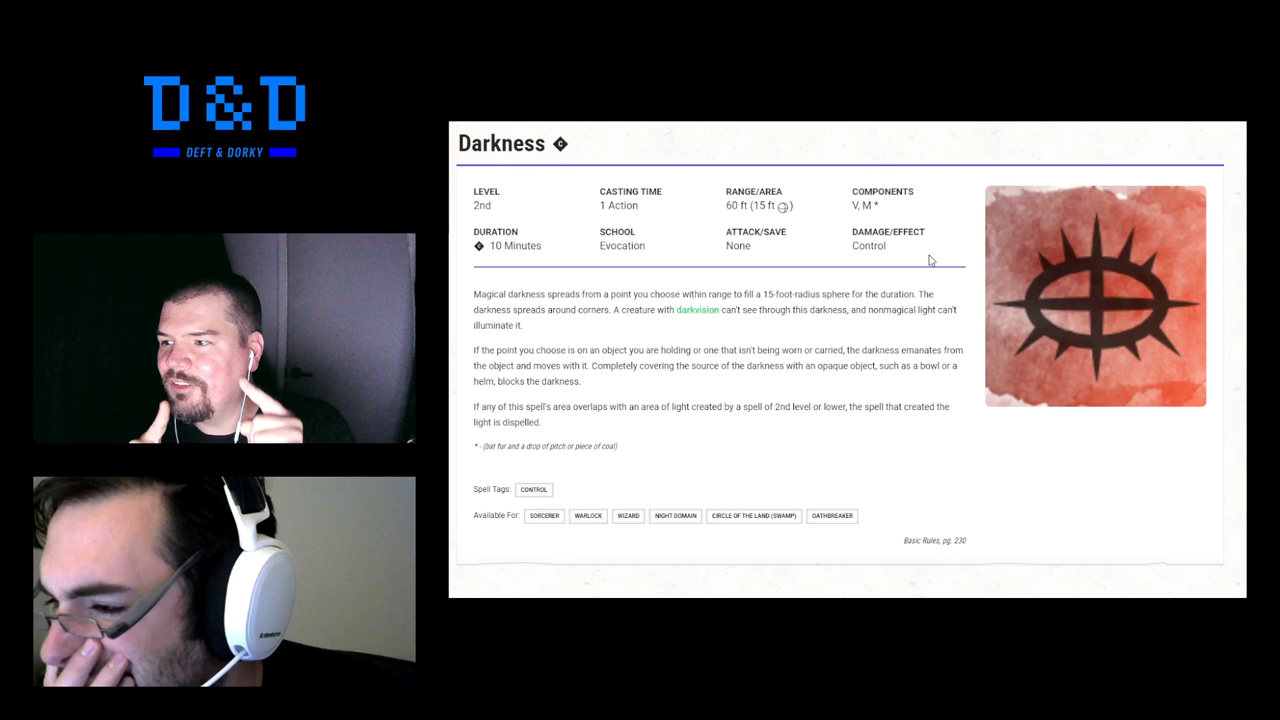 D&D
DEFT & DORKY
Darkness
LEVEL
2nd
CASTING TIME
1 Action
RANGE/AREA
60 ft (15 ft )
COMPONENTS
V, M *
DURATION
10 Minutes
SCHOOL
Evocation
ATTACK/SAVE
None
DAMAGE/EFFECT
Control
Magical darkness spreads from a point you choose within range to fill a 15-foot-radius sphere for the duration. The
darkness spreads around corners. A creature with darkvision can't see through this darkness, and nonmagical light can't
illuminate it.
If the point you choose is on an object you are holding or one that isn't being worn or carried, the darkness emanates from
the object and moves with it. Completely covering the source of the darkness with an opaque object, such as a bowl or a
helm, blocks the darkness.
If any of this spell's area overlaps with an area of light created by a spell of 2nd level or lower, the spell that created the
light is dispelled.
* - (bat fur and a drop of pitch or piece of coal)
Spell Tags: CONTROL
Available For: SORCERER WARLOCK WIZARD NIGHT DOMAIN CIRCLE OF THE LAND (SWAMP) OATHBREAKER
Basic Rules, pg. 230